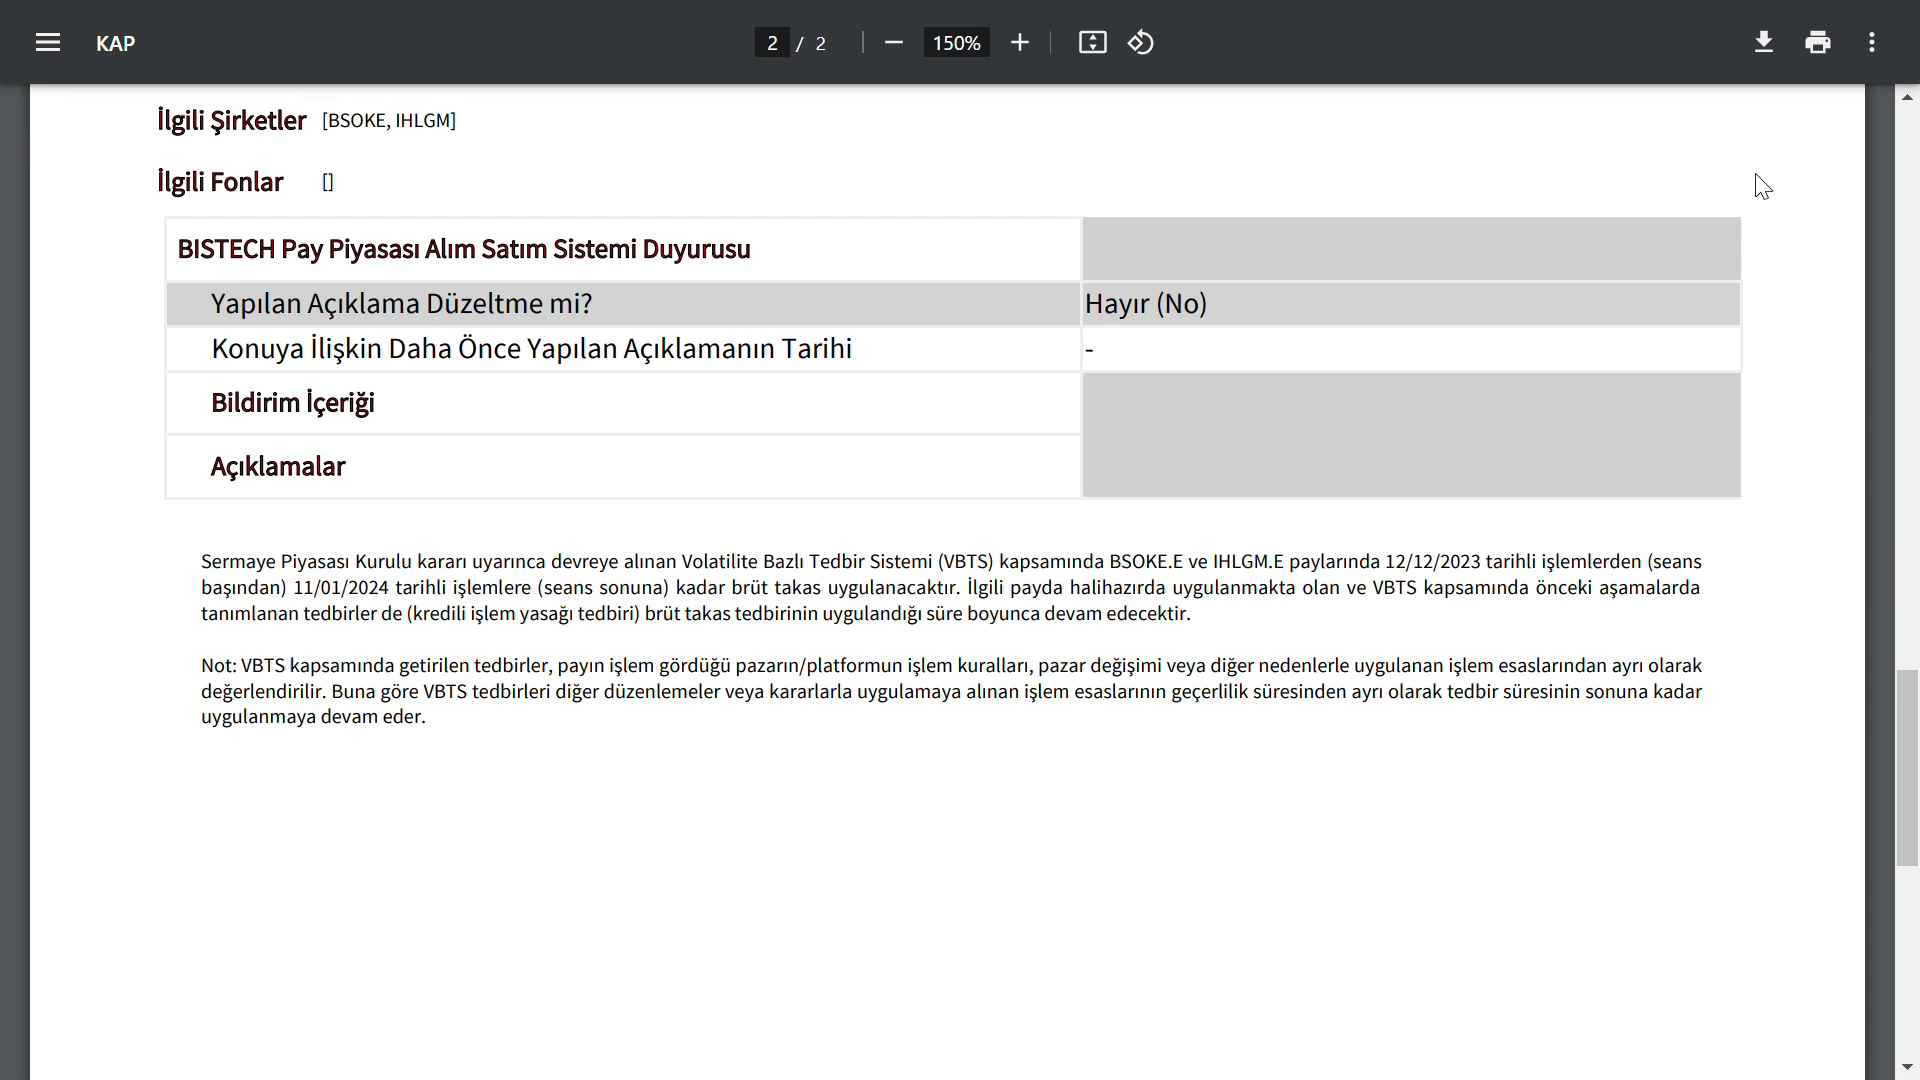 KAP
2 / 2
150%
İlgili Şirketler [BSOKE, IHLGM]
İlgili Fonlar []
BISTECH Pay Piyasası Alım Satım Sistemi Duyurusu
Yapılan Açıklama Düzeltme mi? Hayır (No)
Konuya İlişkin Daha Önce Yapılan Açıklamanın Tarihi -
Bildirim İçeriği
Açıklamalar
Sermaye Piyasası Kurulu kararı uyarınca devreye alınan Volatilite Bazlı Tedbir Sistemi (VBTS) kapsamında BSOKE.E ve IHLGM.E paylarında 12/12/2023 tarihli işlemlerden (seans
başından) 11/01/2024 tarihli işlemlere (seans sonuna) kadar brüt takas uygulanacaktır. İlgili payda halihazırda uygulanmakta olan ve VBTS kapsamında önceki aşamalarda
tanımlanan tedbirler de (kredili işlem yasağı tedbiri) brüt takas tedbirinin uygulandığı süre boyunca devam edecektir.
Not: VBTS kapsamında getirilen tedbirler, payın işlem gördüğü pazarın/platformun işlem kuralları, pazar değişimi veya diğer nedenlerle uygulanan işlem esaslarından ayrı olarak
değerlendirilir. Buna göre VBTS tedbirleri diğer düzenlemeler veya kararlarla uygulamaya alınan işlem esaslarının geçerlilik süresinden ayrı olarak tedbir süresinin sonuna kadar
uygulanmaya devam eder.